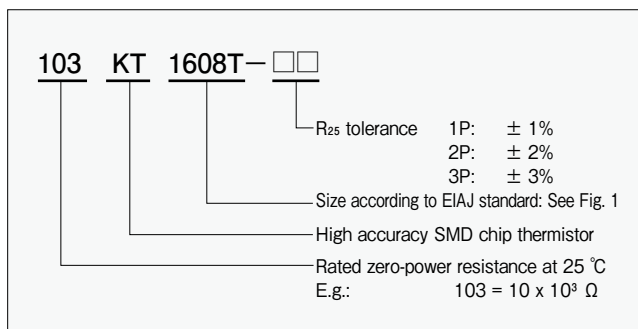 103 KT 1608T－□□
R₂₅ tolerance 1P: ± 1%
2P: ± 2%
3P: ± 3%
Size according to EIAJ standard: See Fig. 1
High accuracy SMD chip thermistor
Rated zero-power resistance at 25 ℃
E.g.: 103 = 10 x 10³ Ω